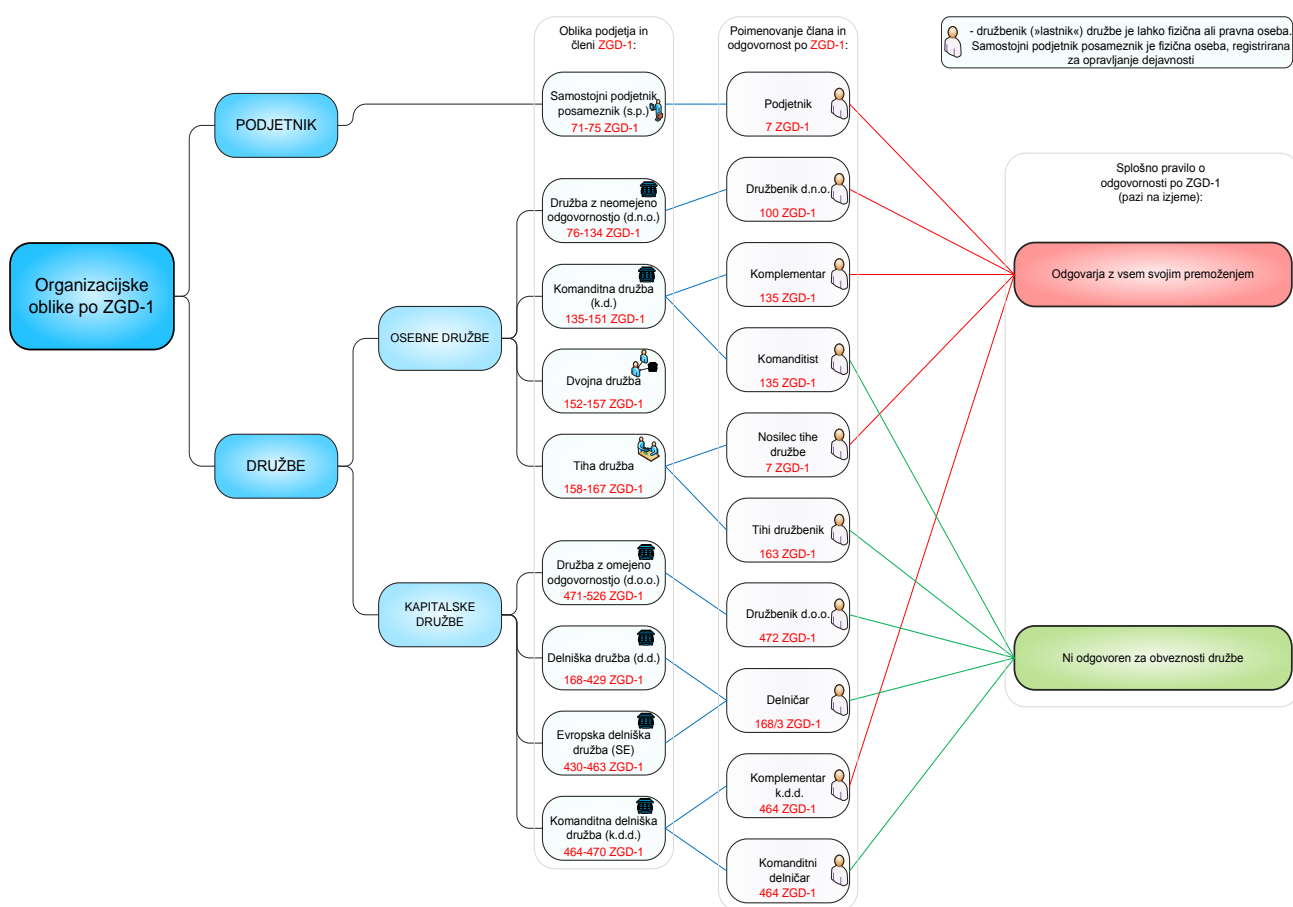 Oblika podjetja in
členi ZGD-1:
Poimenovanje člana in
odgovornost po ZGD-1:
- družbenik (»lastnik«) družbe je lahko fizična ali pravna oseba.
Samostojni podjetnik posameznik je fizična oseba, registrirana
za opravljanje dejavnosti
Organizacijske
oblike po ZGD-1
PODJETNIK
DRUŽBE
OSEBNE DRUŽBE
KAPITALSKE
DRUŽBE
Samostojni podjetnik
posameznik (s.p.)
71-75 ZGD-1
Družba z neomejeno
odgovornostjo (d.n.o.)
76-134 ZGD-1
Komanditna družba
(k.d.)
135-151 ZGD-1
Dvojna družba
152-157 ZGD-1
Tiha družba
158-167 ZGD-1
Družba z omejeno
odgovornostjo (d.o.o.)
471-526 ZGD-1
Delniška družba (d.d.)
168-429 ZGD-1
Evropska delniška
družba (SE)
430-463 ZGD-1
Komanditna delniška
družba (k.d.d.)
464-470 ZGD-1
Podjetnik
7 ZGD-1
Družbenik d.n.o.
100 ZGD-1
Komplementar
135 ZGD-1
Komanditist
135 ZGD-1
Nosilec tihe
družbe
7 ZGD-1
Tihi družbenik
163 ZGD-1
Družbenik d.o.o.
472 ZGD-1
Delničar
168/3 ZGD-1
Komplementar
k.d.d.
464 ZGD-1
Komanditni
delničar
464 ZGD-1
Splošno pravilo o
odgovornosti po ZGD-1
(pazi na izjeme):
Odgovarja z vsem svojim premoženjem
Ni odgovoren za obveznosti družbe